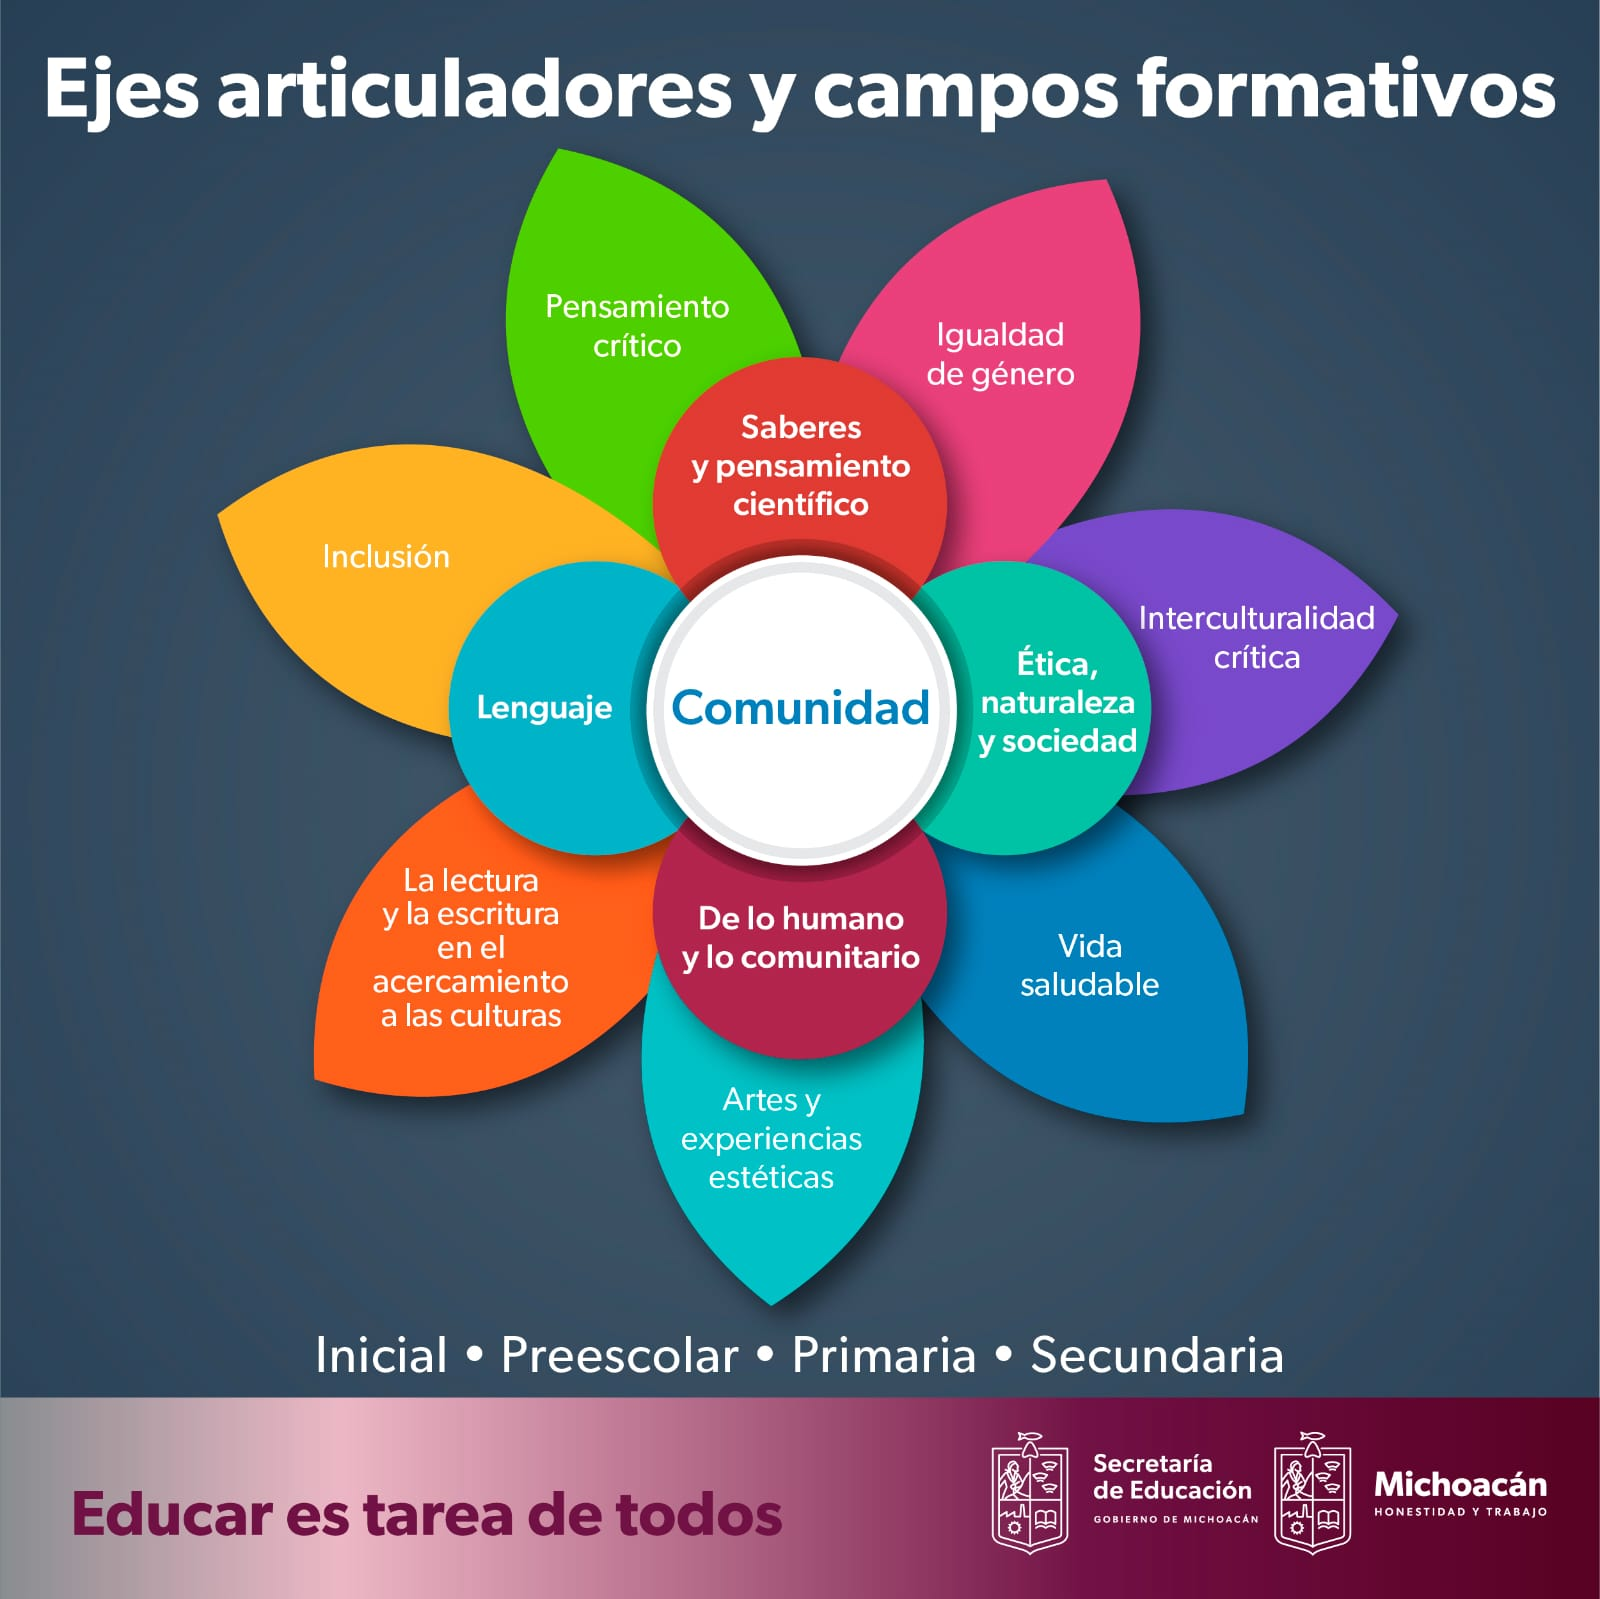 Ejes articuladores y campos formativos
Pensamiento
crítico
Igualdad
de género
Saberes
y pensamiento
científico
Inclusión
Interculturalidad
crítica
Lenguaje
Comunidad
Ética,
naturaleza
y sociedad
La lectura
y la escritura
en el
acercamiento
a las culturas
De lo humano
y lo comunitario
Vida
saludable
Artes y
experiencias
estéticas
Inicial • Preescolar • Primaria • Secundaria
Educar es tarea de todos
Secretaría
de Educación
GOBIERNO DE MICHOACÁN
Michoacán
HONESTIDAD Y TRABAJO